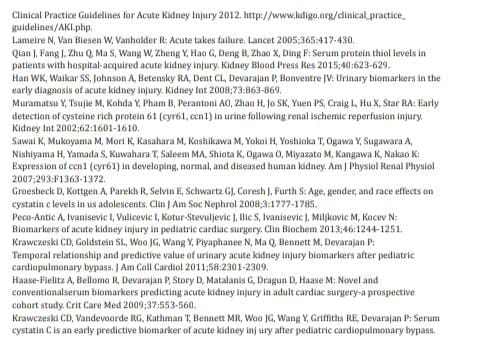 Clinical Practice Guidelines for Acute Kidney Injury 2012. http://www.kdigo.org/clinical_practice_
guidelines/AKI.php.
Lameire N, Van Biesen W, Vanholder R: Acute takes failure. Lancet 2005;365:417-430.
Qian J, Fang J, Zhu Q, Ma S, Wang W, Zheng Y, Hao G, Deng B, Zhao X, Ding F: Serum protein thiol levels in
patients with hospital-acquired acute kidney injury. Kidney Blood Press Res 2015;40:623-629.
Han WK, Waikar SS, Johnson A, Betensky RA, Dent CL, Devarajan P, Bonventre JV: Urinary biomarkers in the
early diagnosis of acute kidney injury. Kidney Int 2008;73:863-869.
Muramatsu Y, Tsujie M, Kohda Y, Pham B, Perantoni AO, Zhao H, Jo SK, Yuen PS, Craig L, Hu X, Star RA: Early
detection of cysteine rich protein 61 (cyr61, ccn1) in urine following renal ischemic reperfusion injury.
Kidney Int 2002;62:1601-1610.
Sawai K, Mukoyama M, Mori K, Kasahara M, Koshikawa M, Yokoi H, Yoshioka T, Ogawa Y, Sugawara A,
Nishiyama H, Yamada S, Kuwahara T, Saleem MA, Shiota K, Ogawa O, Miyazato M, Kangawa K, Nakao K:
Expression of ccn1 (cyr61) in developing, normal, and diseased human kidney. Am J Physiol Renal Physiol
2007;293:F1363-1372.
Groesbeck D, Kottgen A, Parekh R, Selvin E, Schwartz GJ, Coresh J, Furth S: Age, gender, and race effects on
cystatin c levels in us adolescents. Clin J Am Soc Nephrol 2008;3:1777-1785.
Peco-Antic A, Ivanisevic I, Vulicevic I, Kotur-Stevuljevic J, Ilic S, Ivanisevic J, Miljkovic M, Kocev N:
Biomarkers of acute kidney injury in pediatric cardiac surgery. Clin Biochem 2013;46:1244-1251.
Krawczeski CD, Goldstein SL, Woo JG, Wang Y, Piyaphanee N, Ma Q, Bennett M, Devarajan P:
Temporal relationship and predictive value of urinary acute kidney injury biomarkers after pediatric
cardiopulmonary bypass. J Am Coll Cardiol 2011;58:2301-2309.
Haase-Fielitz A, Bellomo R, Devarajan P, Story D, Matalanis G, Dragun D, Haase M: Novel and
conventionalserum biomarkers predicting acute kidney injury in adult cardiac surgery-a prospective
cohort study. Crit Care Med 2009;37:553-560.
Krawczeski CD, Vandevoorde RG, Kathman T, Bennett MR, Woo JG, Wang Y, Griffiths RE, Devarajan P: Serum
cystatin C is an early predictive biomarker of acute kidney inj ury after pediatric cardiopulmonary bypass.